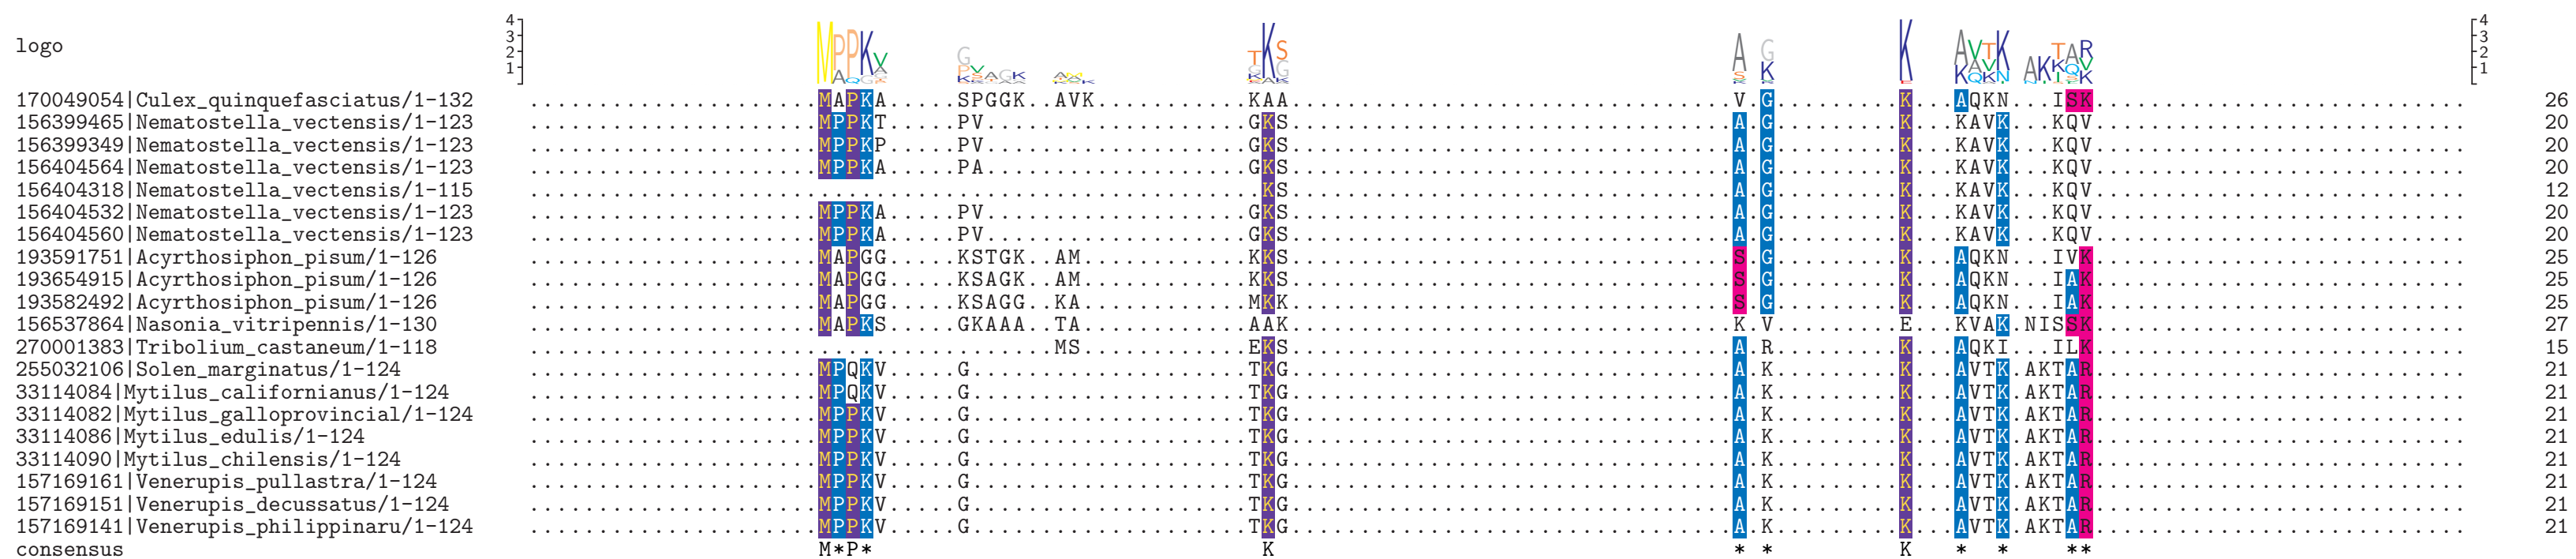 logo
4 3 2 1
4 3 2 1
170049054|Culex_quinquefasciatus/1-132 .....................MAPKA.....SPGGK..AVK...........KAA................................V.G.........K...AQKN...ISK........................... 26
156399465|Nematostella_vectensis/1-123 .....................MPPKT.....PV...................GKS................................A.G.........K...KAVK...KQV........................... 20
156399349|Nematostella_vectensis/1-123 .....................MPPKP.....PV...................GKS................................A.G.........K...KAVK...KQV........................... 20
156404564|Nematostella_vectensis/1-123 .....................MPPKA.....PA...................GKS................................A.G.........K...KAVK...KQV........................... 20
156404318|Nematostella_vectensis/1-115 .....................................................KS................................A.G.........K...KAVK...KQV........................... 12
156404532|Nematostella_vectensis/1-123 .....................MPPKA.....PV...................GKS................................A.G.........K...KAVK...KQV........................... 20
156404560|Nematostella_vectensis/1-123 .....................MPPKA.....PV...................GKS................................A.G.........K...KAVK...KQV........................... 20
193591751|Acyrthosiphon_pisum/1-126 .....................MAPGG.....KSTGK..AM............KKS................................S.G.........K...AQKN...IVK........................... 25
193654915|Acyrthosiphon_pisum/1-126 .....................MAPGG.....KSAGK..AM............KKS................................S.G.........K...AQKN...IAK........................... 25
193582492|Acyrthosiphon_pisum/1-126 .....................MAPGG.....KSAGG..KA............MKK................................S.G.........K...AQKN...IAK........................... 25
156537864|Nasonia_vitripennis/1-130 .....................MAPKS.....GKAAA..TA............AAK................................K.V.........E...KVAK.NISSK........................... 27
270001383|Tribolium_castaneum/1-118 ......................................MS............EKS................................A.R.........K...AQKI...ILK........................... 15
255032106|Solen_marginatus/1-124 .....................MPQKV.....G....................TKG................................A.K.........K...AVTK.AKTAR........................... 21
33114084|Mytilus_californianus/1-124 .....................MPQKV.....G....................TKG................................A.K.........K...AVTK.AKTAR........................... 21
33114082|Mytilus_galloprovincial/1-124 .....................MPPKV.....G....................TKG................................A.K.........K...AVTK.AKTAR........................... 21
33114086|Mytilus_edulis/1-124 .....................MPPKV.....G....................TKG................................A.K.........K...AVTK.AKTAR........................... 21
33114090|Mytilus_chilensis/1-124 .....................MPPKV.....G....................TKG................................A.K.........K...AVTK.AKTAR........................... 21
157169161|Venerupis_pullastra/1-124 .....................MPPKV.....G....................TKG................................A.K.........K...AVTK.AKTAR........................... 21
157169151|Venerupis_decussatus/1-124 .....................MPPKV.....G....................TKG................................A.K.........K...AVTK.AKTAR........................... 21
157169141|Venerupis_philippinaru/1-124 .....................MPPKV.....G....................TKG................................A.K.........K...AVTK.AKTAR........................... 21
consensus M*P* K * * K * * **